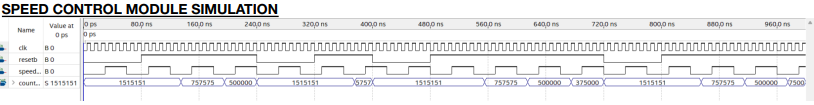 SPEED CONTROL MODULE SIMULATION
Name Value at 0 ps 0 ps 80,0 ns 160,0 ns 240,0 ns 320,0 ns 400,0 ns 480,0 ns 560,0 ns 640,0 ns 720,0 ns 800,0 ns 880,0 ns 960,0 ns
0 ps
clk B 0
resetb B 0
speed... B 0
count... S 1515151 1515151 757575 500000 1515151 5757 1515151 757575 500000 375000 1515151 757575 500000 7500